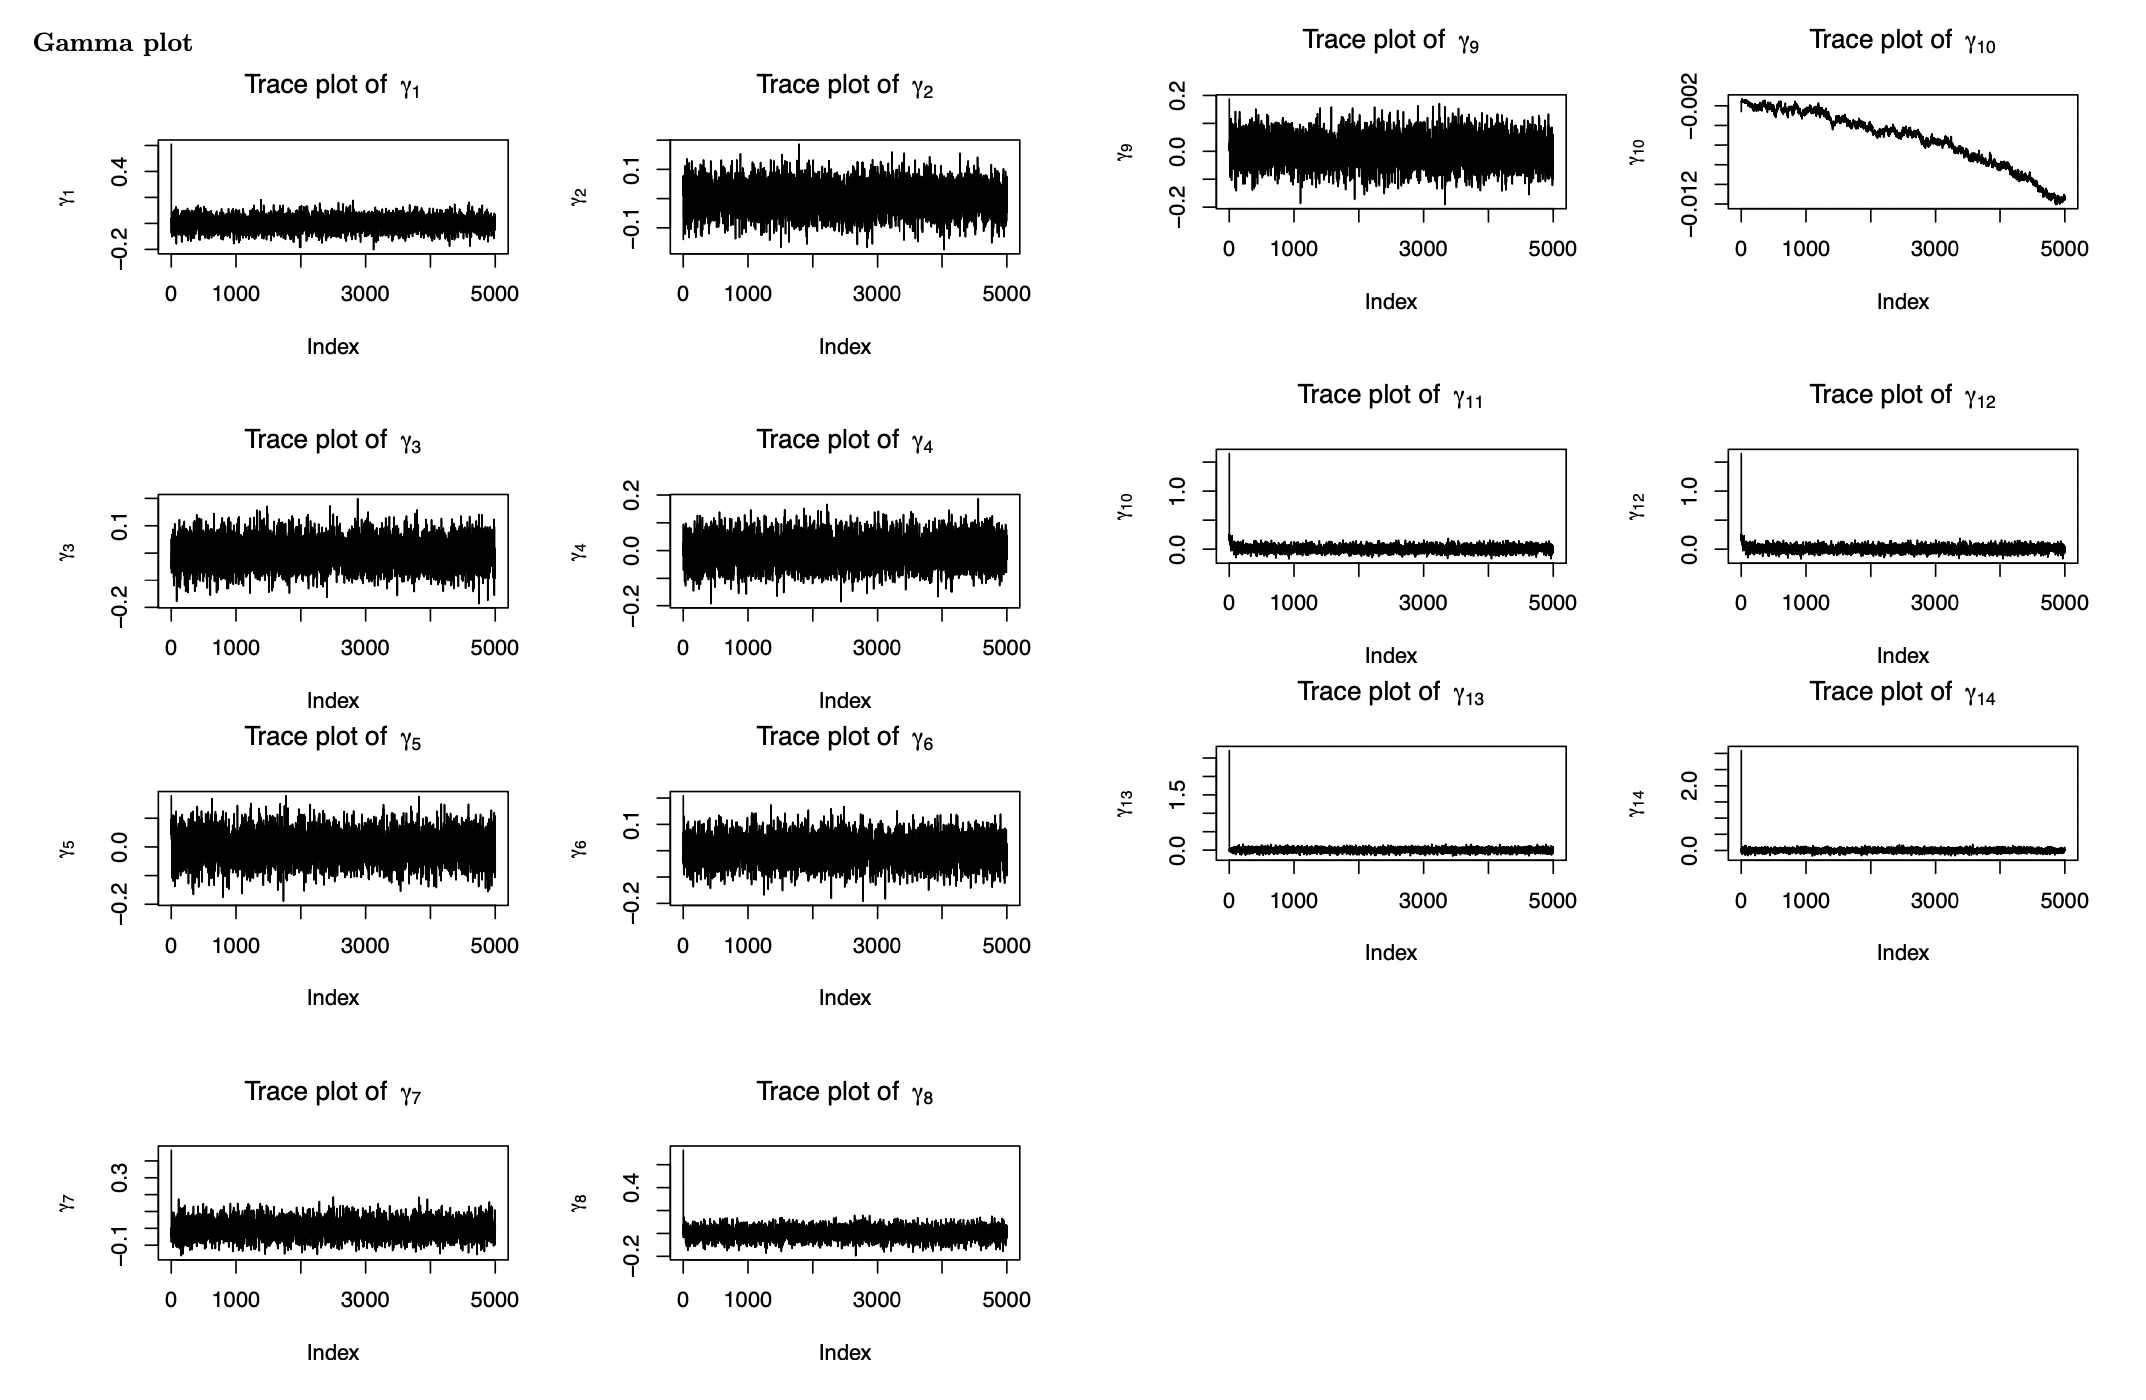 Gamma plot
Trace plot of γ1
γ1
0.4
−0.2
0 1000 3000 5000
Index
Trace plot of γ2
γ2
0.1
−0.1
0 1000 3000 5000
Index
Trace plot of γ3
γ3
0.1
−0.2
0 1000 3000 5000
Index
Trace plot of γ4
γ4
0.2
0.0
−0.2
0 1000 3000 5000
Index
Trace plot of γ5
γ5
0.0
−0.2
0 1000 3000 5000
Index
Trace plot of γ6
γ6
0.1
−0.2
0 1000 3000 5000
Index
Trace plot of γ7
γ7
0.3
−0.1
0 1000 3000 5000
Index
Trace plot of γ8
γ8
0.4
−0.2
0 1000 3000 5000
Index
Trace plot of γ9
γ9
0.2
0.0
−0.2
0 1000 3000 5000
Index
Trace plot of γ10
γ10
−0.002
−0.012
0 1000 3000 5000
Index
Trace plot of γ11
γ10
1.0
0.0
0 1000 3000 5000
Index
Trace plot of γ12
γ12
1.0
0.0
0 1000 3000 5000
Index
Trace plot of γ13
γ13
1.5
0.0
0 1000 3000 5000
Index
Trace plot of γ14
γ14
2.0
0.0
0 1000 3000 5000
Index